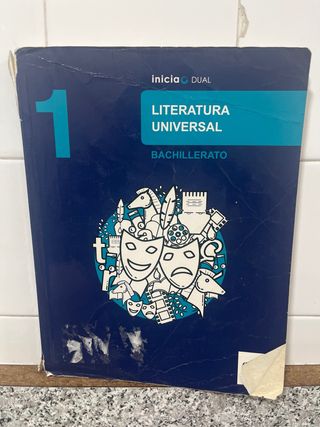 inicia DUAL
1
LITERATURA
UNIVERSAL
BACHILLERATO